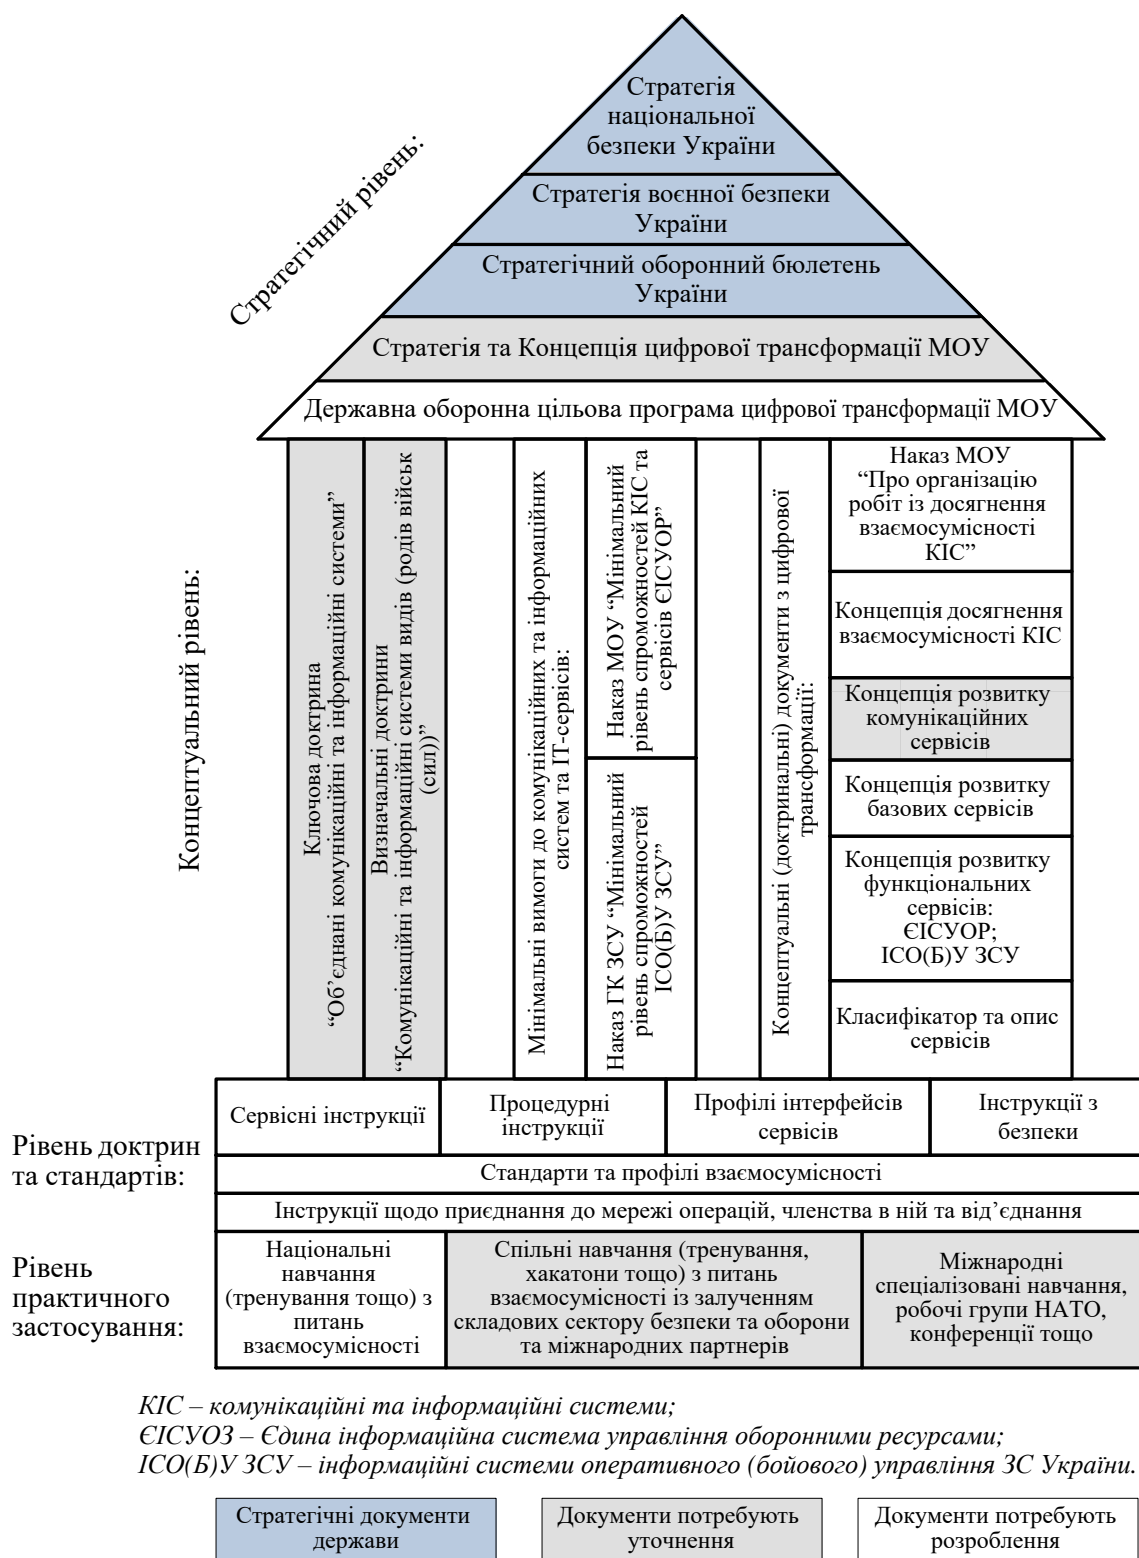 Стратегічний рівень:
Стратегія
національної
безпеки України
Стратегія воєнної безпеки
України
Стратегічний оборонний бюлетень
України
Стратегія та Концепція цифрової трансформації МОУ
Державна оборонна цільова програма цифрової трансформації МОУ
Концептуальний рівень:
Ключова доктрина
“Об’єднані комунікаційні та інформаційні системи”
Визначальні доктрини
“Комунікаційні та інформаційні системи видів (родів військ
(сил))”
Мінімальні вимоги до комунікаційних та інформаційних
систем та ІТ-сервісів:
Наказ МОУ “Мінімальний
рівень спроможностей КІС та
сервісів ЄІСУОР”
Наказ ГК ЗСУ “Мінімальний
рівень спроможностей
ІСО(Б)У ЗСУ”
Концептуальні (доктринальні) документи з цифрової
трансформації:
Наказ МОУ
“Про організацію
робіт із досягнення
взаємосумісності
КІС”
Концепція досягнення
взаємосумісності КІС
Концепція розвитку
комунікаційних
сервісів
Концепція розвитку
базових сервісів
Концепція розвитку
функціональних
сервісів:
ЄІСУОР;
ІСО(Б)У ЗСУ
Класифікатор та опис
сервісів
Рівень доктрин
та стандартів:
Сервісні інструкції
Процедурні
інструкції
Профілі інтерфейсів
сервісів
Інструкції з
безпеки
Стандарти та профілі взаємосумісності
Інструкції щодо приєднання до мережі операцій, членства в ній та від’єднання
Рівень
практичного
застосування:
Національні
навчання
(тренування тощо) з
питань
взаємосумісності
Спільні навчання (тренування,
хакатони тощо) з питань
взаємосумісності із залученням
складових сектору безпеки та оборони
та міжнародних партнерів
Міжнародні
спеціалізовані навчання,
робочі групи НАТО,
конференції тощо
КІС – комунікаційні та інформаційні системи;
ЄІСУОЗ – Єдина інформаційна система управління оборонними ресурсами;
ІСО(Б)У ЗСУ – інформаційні системи оперативного (бойового) управління ЗС України.
Стратегічні документи
держави
Документи потребують
уточнення
Документи потребують
розроблення